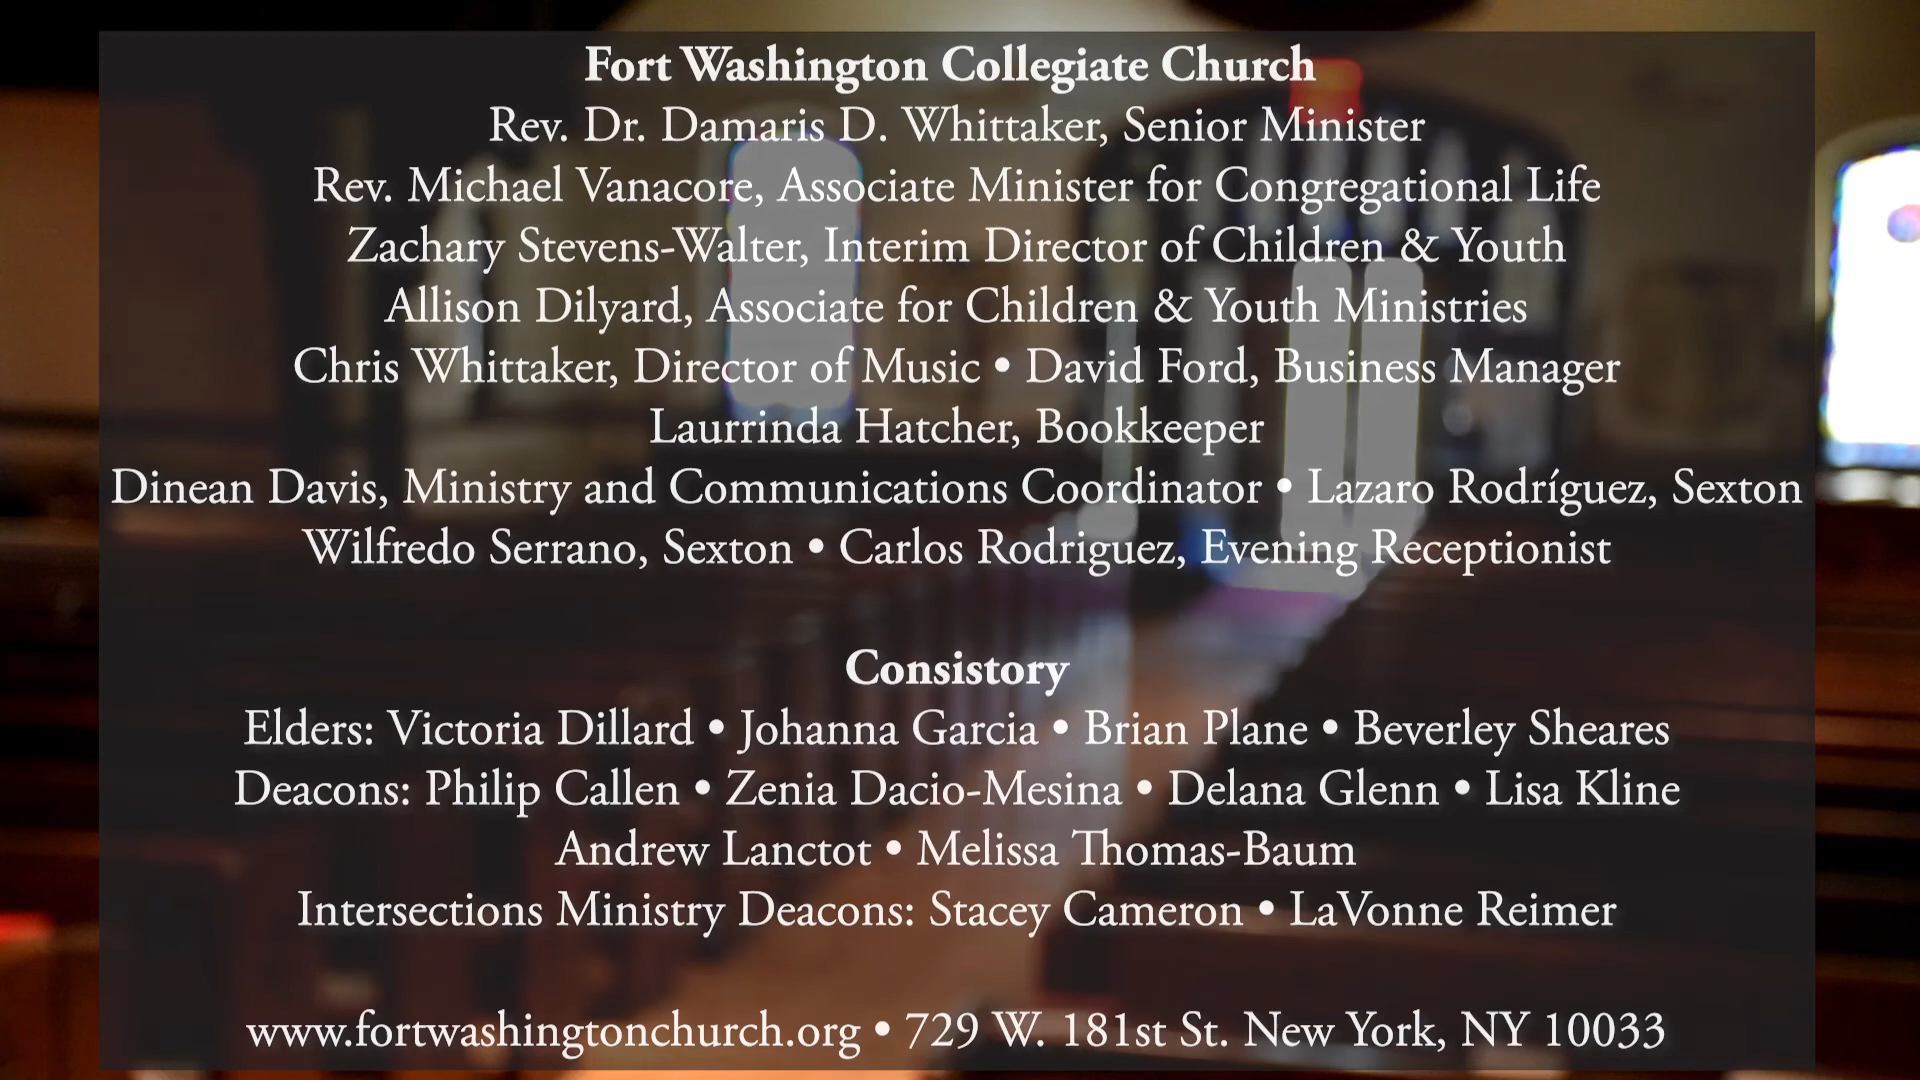 Fort Washington Collegiate Church
Rev. Dr. Damaris D. Whittaker, Senior Minister
Rev. Michael Vanacore, Associate Minister for Congregational Life
Zachary Stevens-Walter, Interim Director of Children & Youth
Allison Dilyard, Associate for Children & Youth Ministries
Chris Whittaker, Director of Music • David Ford, Business Manager
Laurrinda Hatcher, Bookkeeper
Dinean Davis, Ministry and Communications Coordinator • Lazaro Rodríguez, Sexton
Wilfredo Serrano, Sexton • Carlos Rodriguez, Evening Receptionist
Consistory
Elders: Victoria Dillard • Johanna Garcia • Brian Plane • Beverley Sheares
Deacons: Philip Callen • Zenia Dacio-Mesina • Delana Glenn • Lisa Kline
Andrew Lanctot • Melissa Thomas-Baum
Intersections Ministry Deacons: Stacey Cameron • LaVonne Reimer
www.fortwashingtonchurch.org • 729 W. 181st St. New York, NY 10033